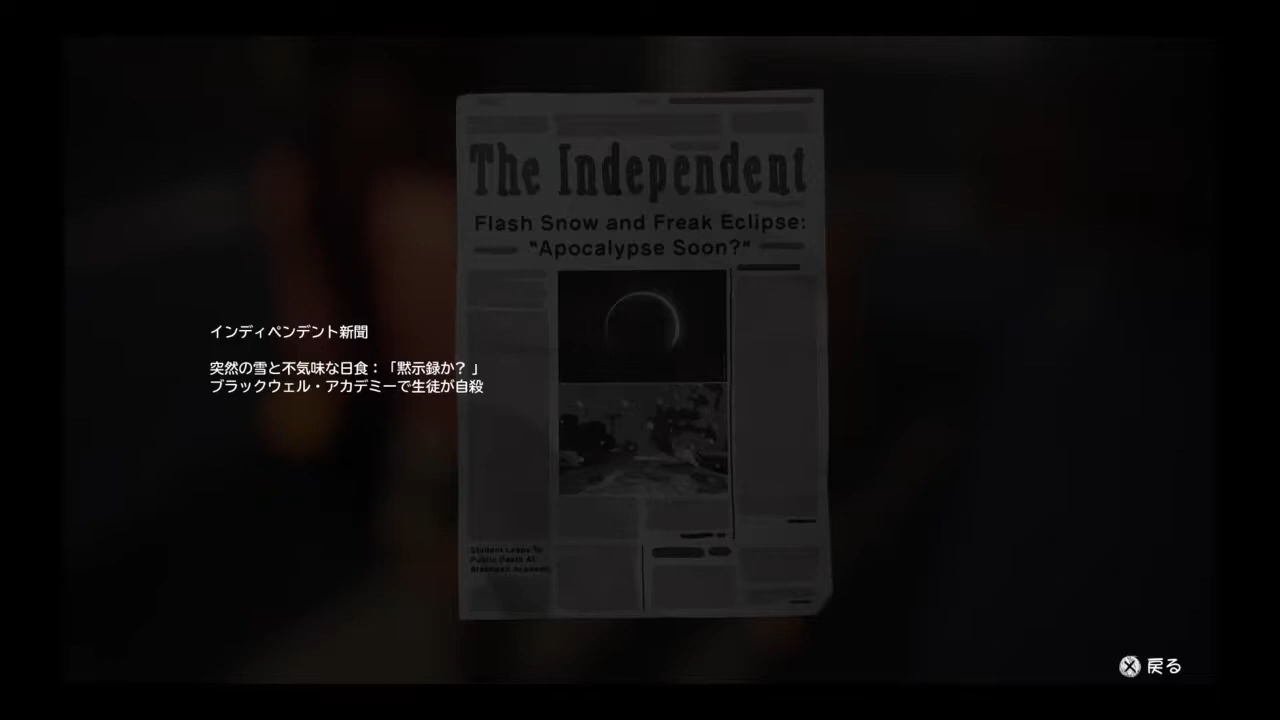 The Independent
Flash Snow and Freak Eclipse:
"Apocalypse Soon?"
インディペンデント新聞
突然の雪と不気味な日食：「黙示録か？」
ブラックウェル・アカデミーで生徒が自殺
Student Leaps To
Public Death At
Blackwell Academy
戻る